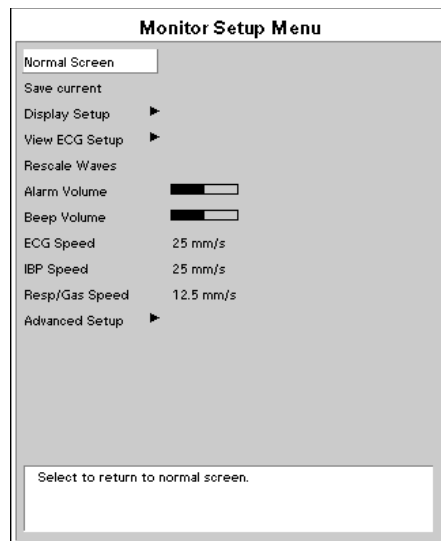 Monitor Setup Menu
Normal Screen
Save current
Display Setup
View ECG Setup
Rescale Waves
Alarm Volume
Beep Volume
ECG Speed 25 mm/s
IBP Speed 25 mm/s
Resp/Gas Speed 12.5 mm/s
Advanced Setup
Select to return to normal screen.